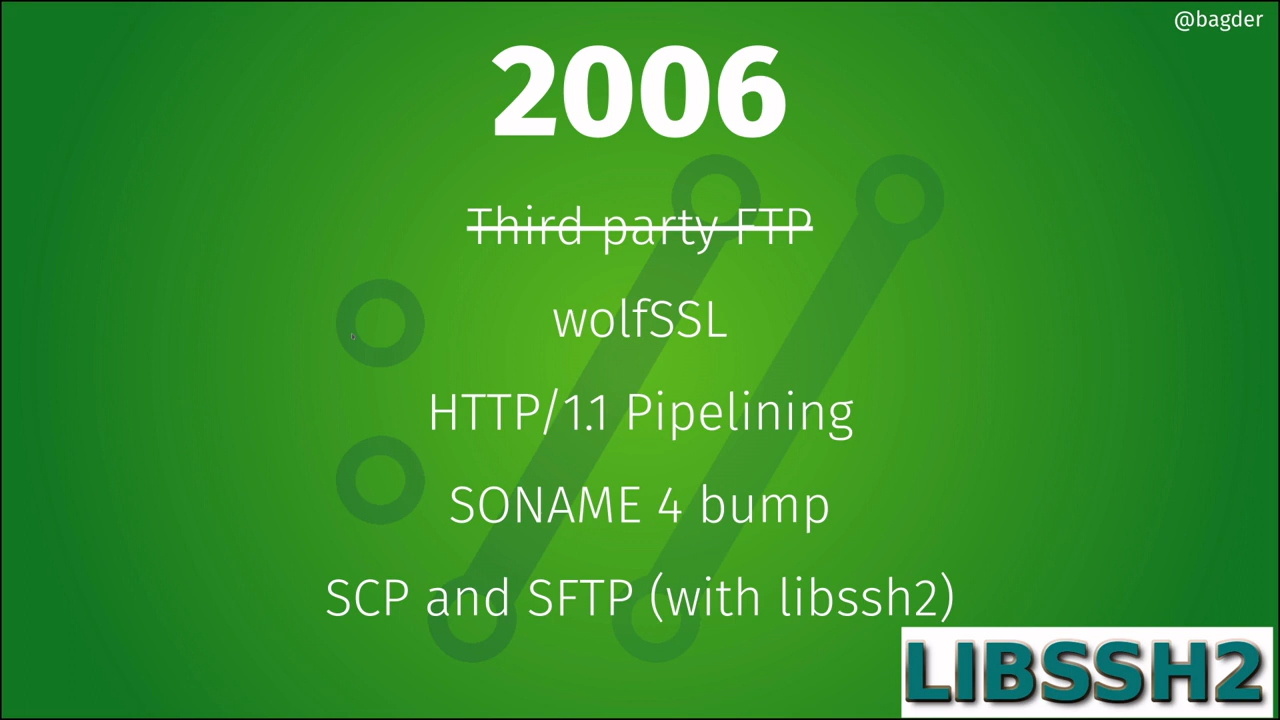 @bagder
2006
Third party FTP
wolfSSL
HTTP/1.1 Pipelining
SONAME 4 bump
SCP and SFTP (with libssh2)
LIBSSH2